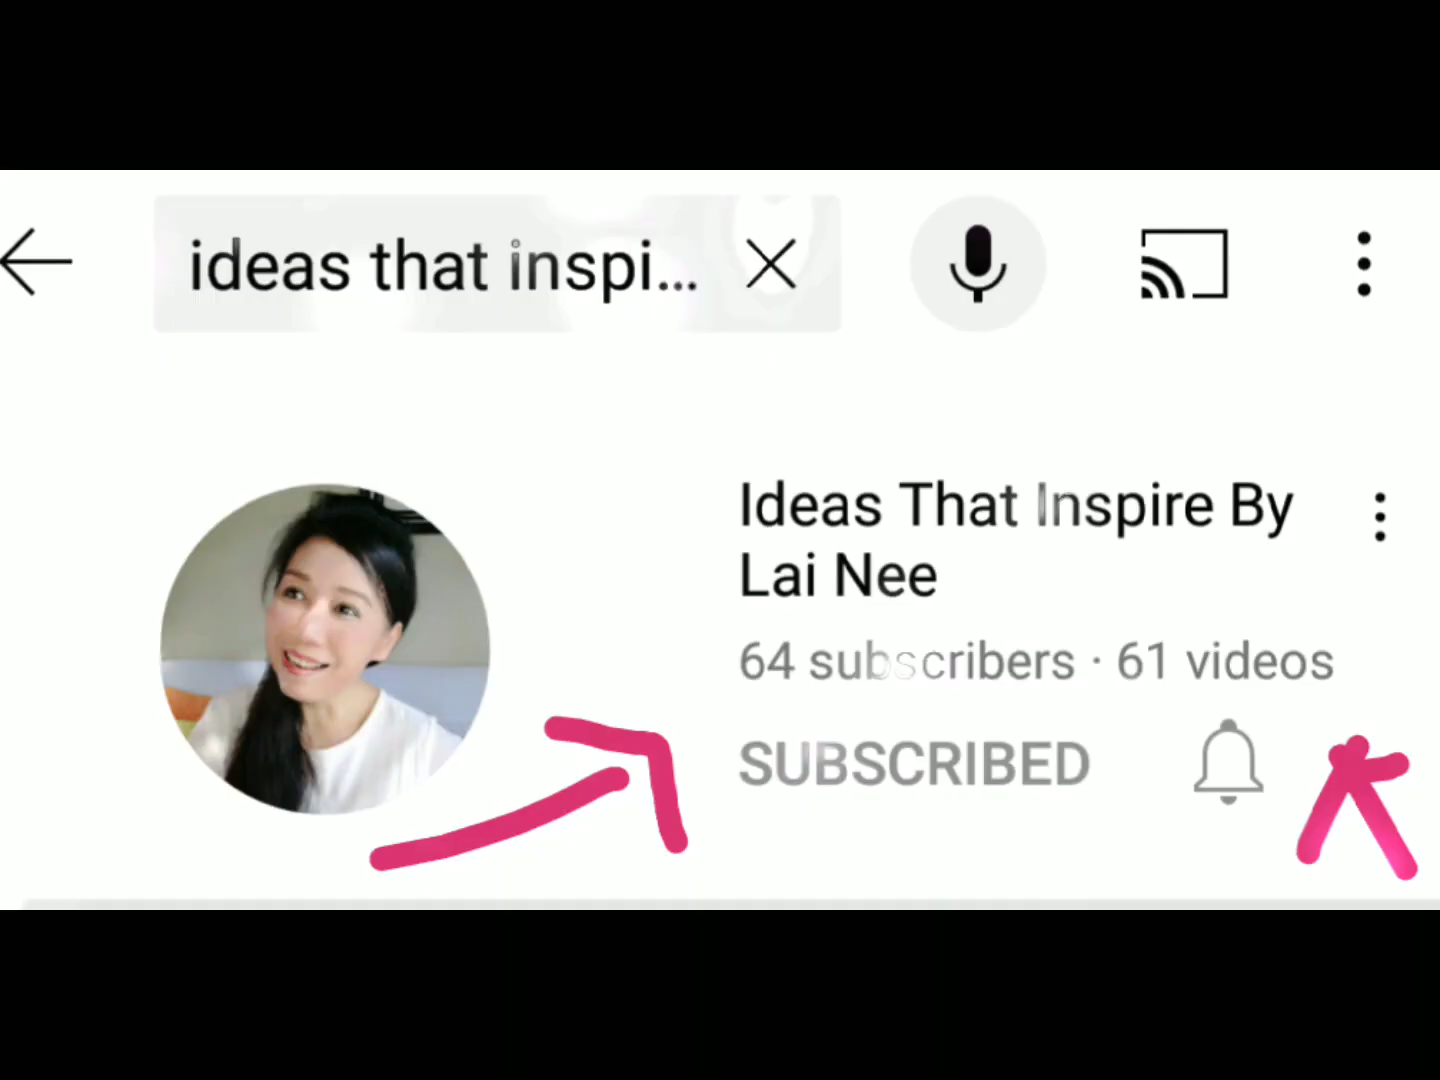 ideas that inspi...
Ideas That Inspire By
Lai Nee
64 subscribers · 61 videos
SUBSCRIBED